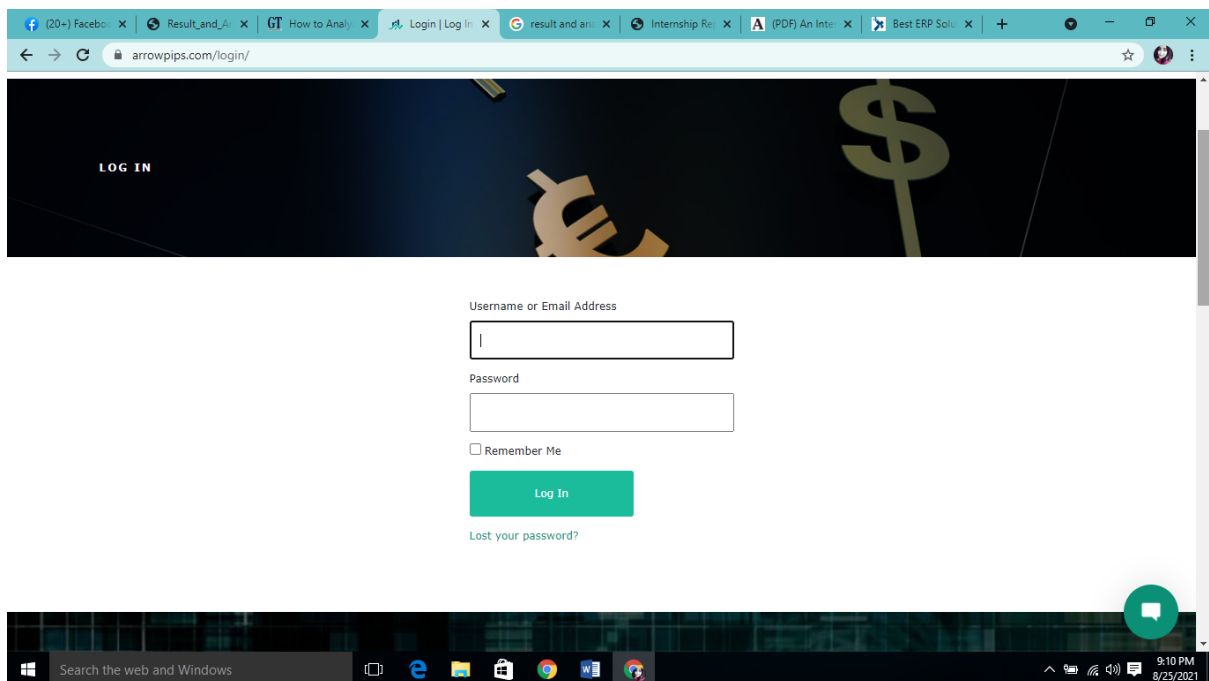 (20+) Faceboo
Result_and_A
GT How to Analy
Login | Log In
result and ana
Internship Rep
A (PDF) An Inter
Best ERP Solu
arrowpips.com/login/
LOG IN
Username or Email Address
Password
Remember Me
Log In
Lost your password?
Search the web and Windows
9:10 PM
8/25/2021